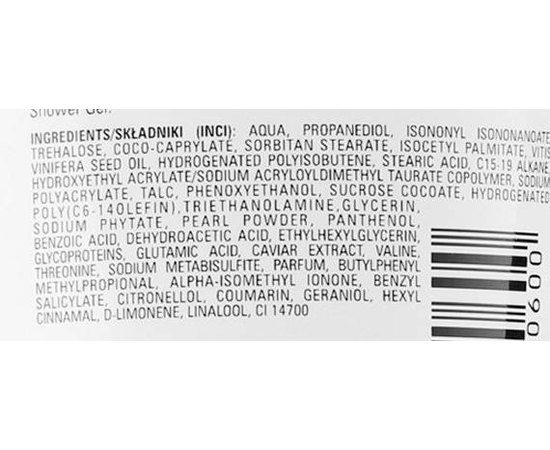 Shower Gel.
INGREDIENTS/SKŁADNIKI (INCI): AQUA, PROPANEDIOL, ISONONYL ISONONANOATE
TREHALOSE, COCO-CAPRYLATE, SORBITAN STEARATE, ISOCETYL PALMITATE, VITIS
VINIFERA SEED OIL, HYDROGENATED POLYISOBUTENE, STEARIC ACID, C15-19 ALKANE
HYDROXYETHYL ACRYLATE/SODIUM ACRYLOYLDIMETHYL TAURATE COPOLYMER, SODIUM
POLYACRYLATE, TALC, PHENOXYETHANOL, SUCROSE COCOATE, HYDROGENATED
POLY(C6-14OLEFIN),TRIETHANOLAMINE,GLYCERIN,
SODIUM PHYTATE, PEARL POWDER, PANTHENOL,
BENZOIC ACID, DEHYDROACETIC ACID, ETHYLHEXYLGLYCERIN,
GLYCOPROTEINS, GLUTAMIC ACID, CAVIAR EXTRACT, VALINE,
THREONINE, SODIUM METABISULFITE, PARFUM, BUTYLPHENYL
METHYLPROPIONAL, ALPHA-ISOMETHYL IONONE, BENZYL
SALICYLATE, CITRONELLOL, COUMARIN, GERANIOL, HEXYL
CINNAMAL, D-LIMONENE, LINALOOL, CI 14700
0060